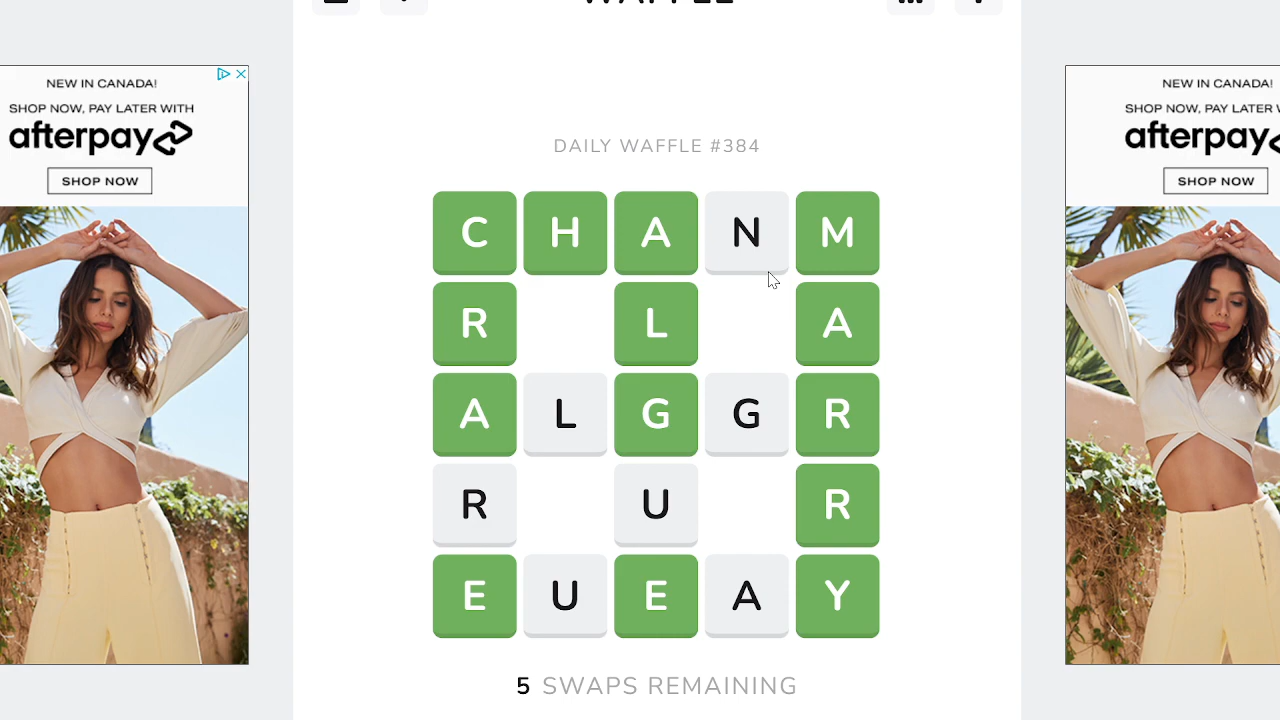 WAFFLE
NEW IN CANADA!
SHOP NOW, PAY LATER WITH
afterpay
SHOP NOW
DAILY WAFFLE #384
C H A N M
R L A
A L G G R
R U R
E U E A Y
5 SWAPS REMAINING
NEW IN CANADA!
SHOP NOW, PAY LATER W
afterpay
SHOP NOW